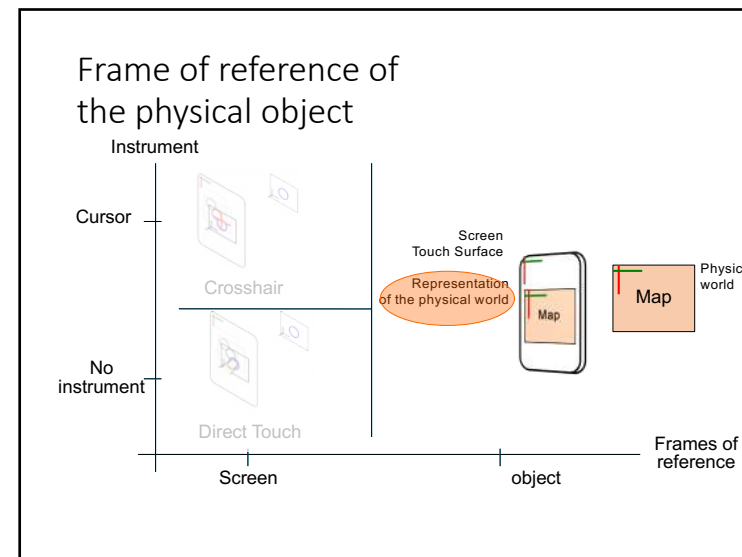 Frame of reference of
the physical object
Instrument
Cursor
Crosshair
No
instrument
Direct Touch
Screen
Touch Surface
Representation
of the physical world
Map
Map
Physic
world
Screen
object
Frames of
reference